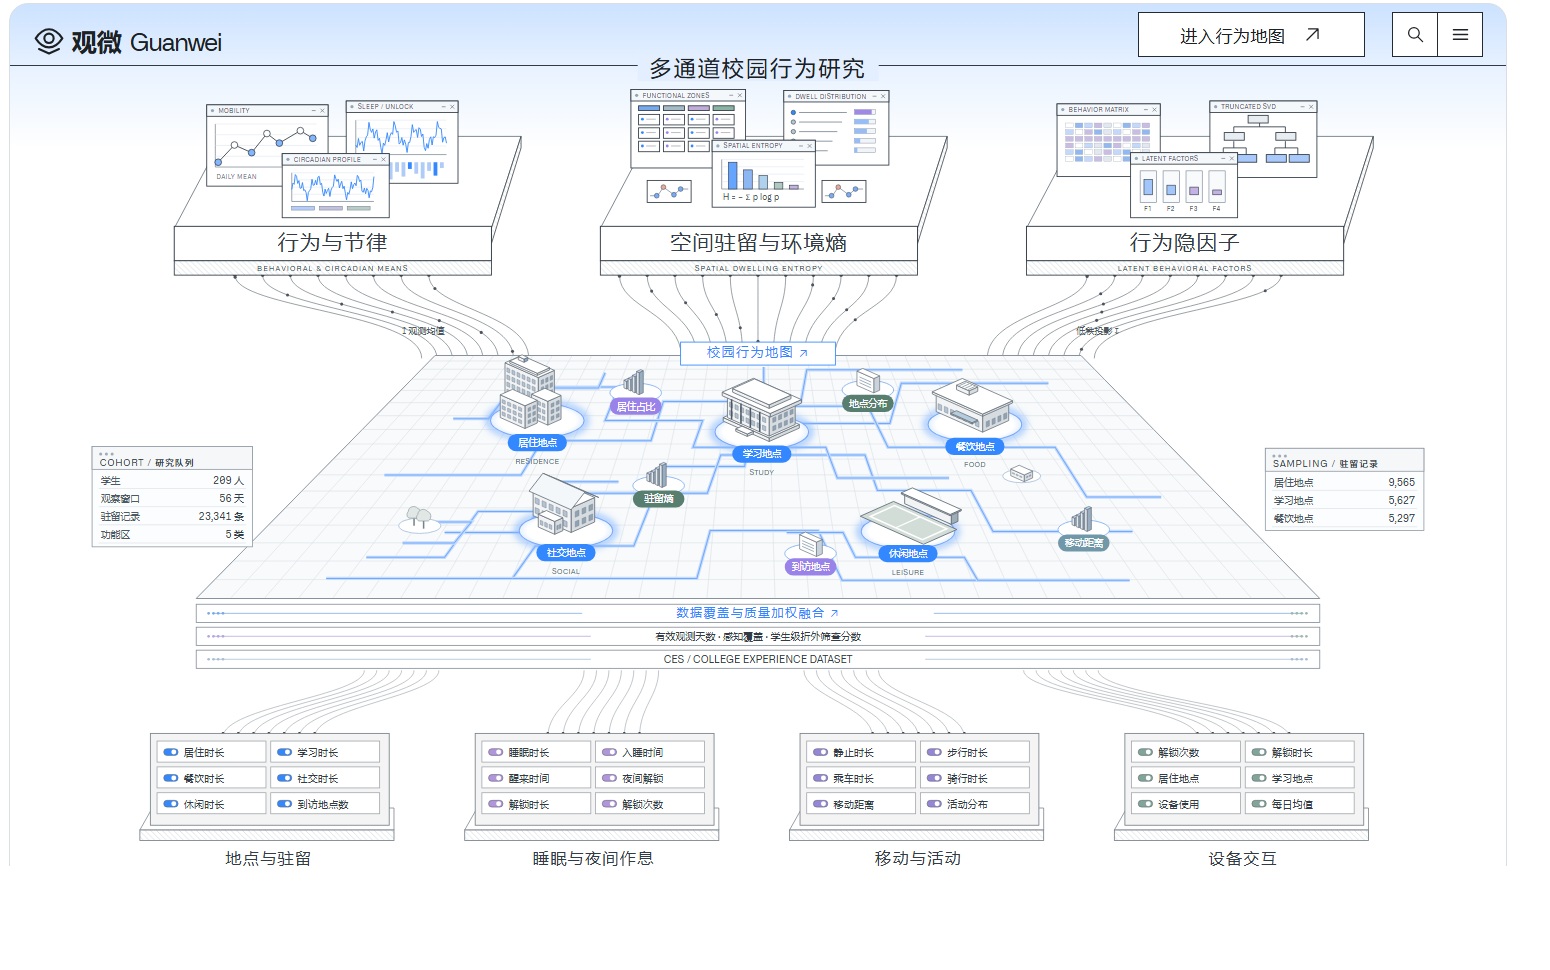 观微 Guanwei
进入行为地图
多通道校园行为研究
MOBILITY
DAILY MEAN
SLEEP / UNLOCK
CIRCADIAN PROFILE
行为与节律
BEHAVIORAL & CIRCADIAN MEANS
FUNCTIONAL ZONES
DWELL DISTRIBUTION
SPATIAL ENTROPY
H = − Σ p log p
空间驻留与环境熵
SPATIAL DWELLING ENTROPY
BEHAVIOR MATRIX
TRUNCATED SVD
LATENT FACTORS
F1 F2 F3 F4
行为隐因子
LATENT BEHAVIORAL FACTORS
观测均值
低秩投影
校园行为地图
居住地点
RESIDENCE
居住占比
学习地点
STUDY
地点分布
餐饮地点
FOOD
驻留熵
社交地点
SOCIAL
到访地点
休闲地点
LEISURE
移动距离
COHORT / 研究队列
学生 209 人
观察窗口 56 天
驻留记录 23,341 条
功能区 5 类
SAMPLING / 驻留记录
居住地点 9,565
学习地点 5,627
餐饮地点 5,297
数据覆盖与质量加权融合
有效观测天数 · 感知覆盖 · 学生级折外筛查分数
CES / COLLEGE EXPERIENCE DATASET
居住时长 学习时长
餐饮时长 社交时长
休闲时长 到访地点数
地点与驻留
睡眠时长 入睡时间
醒来时间 夜间解锁
解锁时长 解锁次数
睡眠与夜间作息
静止时长 步行时长
乘车时长 骑行时长
移动距离 活动分布
移动与活动
解锁次数 解锁时长
居住地点 学习地点
设备使用 每日均值
设备交互